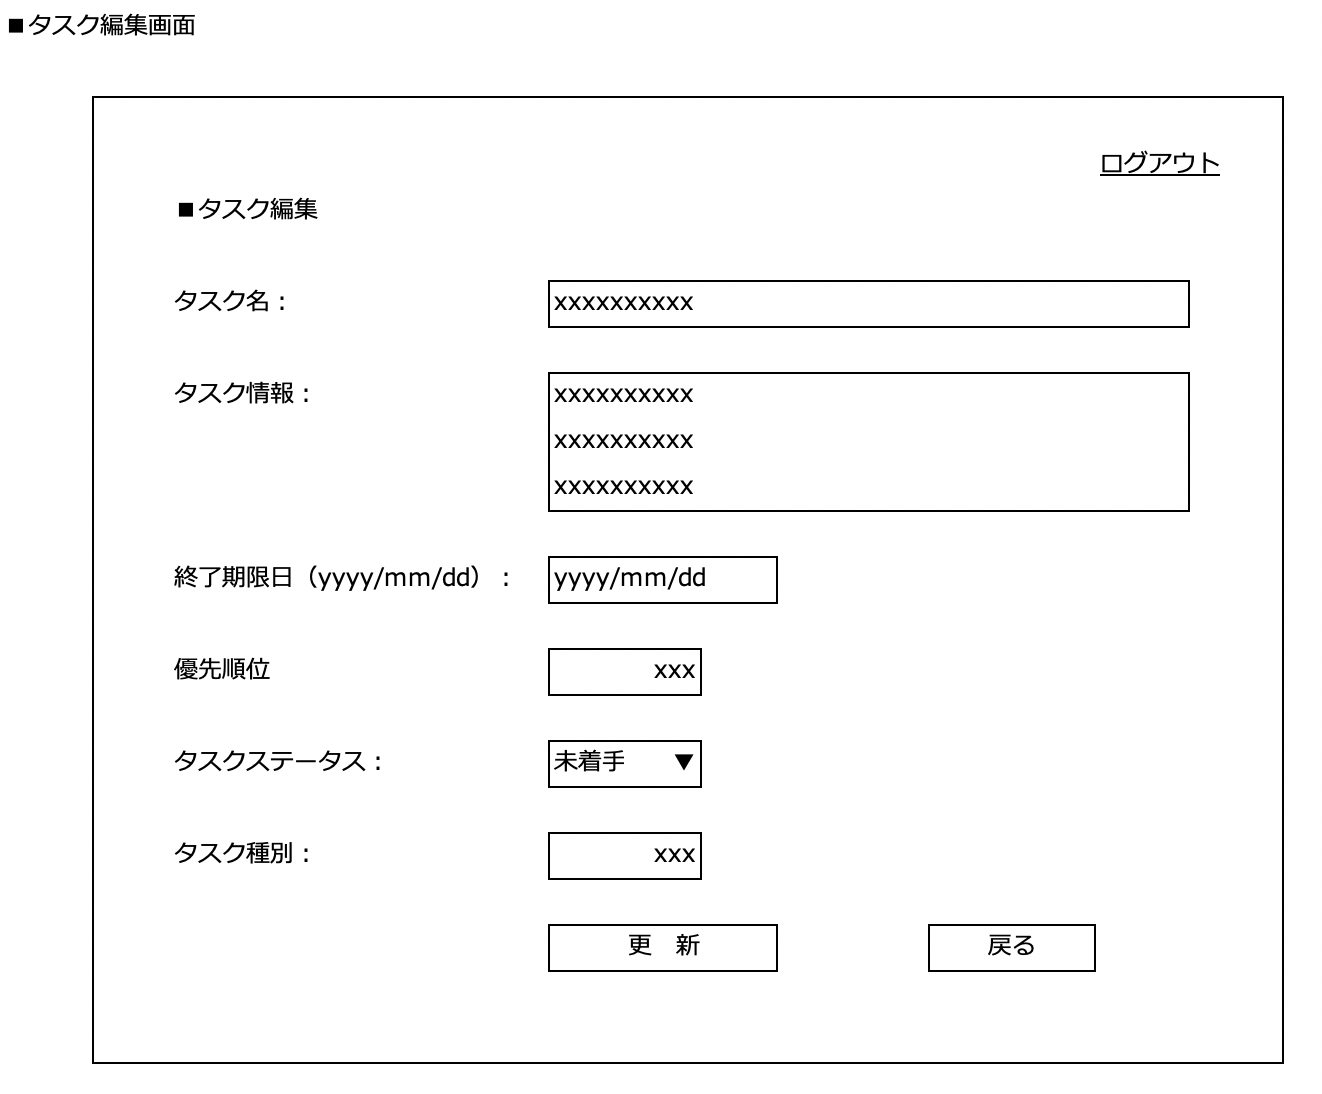 ■タスク編集画面
ログアウト
■タスク編集
タスク名： xxxxxxxxxx
タスク情報： xxxxxxxxxx
xxxxxxxxxx
xxxxxxxxxx
終了期限日（yyyy/mm/dd）： yyyy/mm/dd
優先順位 xxx
タスクステータス： 未着手 ▼
タスク種別： xxx
更　新 戻る